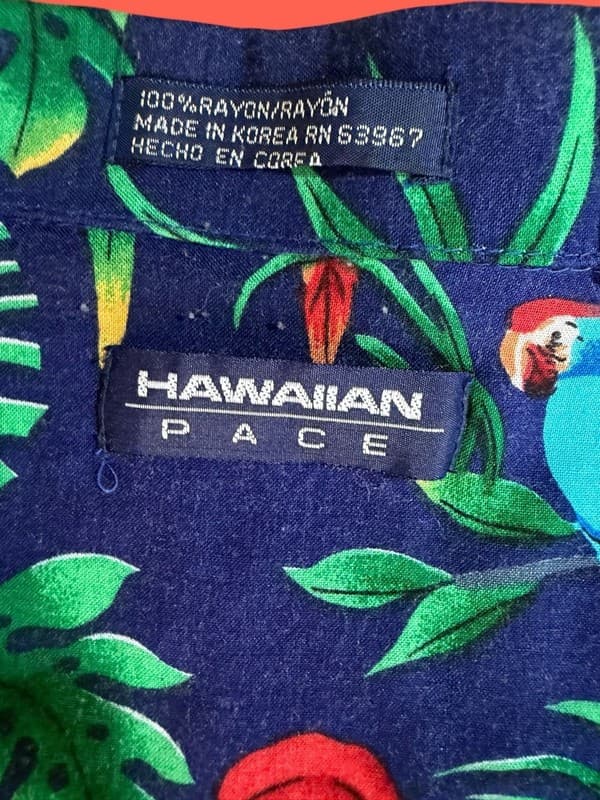 100% RAYON/RAYÓN
MADE IN KOREA RN 63967
HECHO EN COREA
HAWAIIAN
PACE